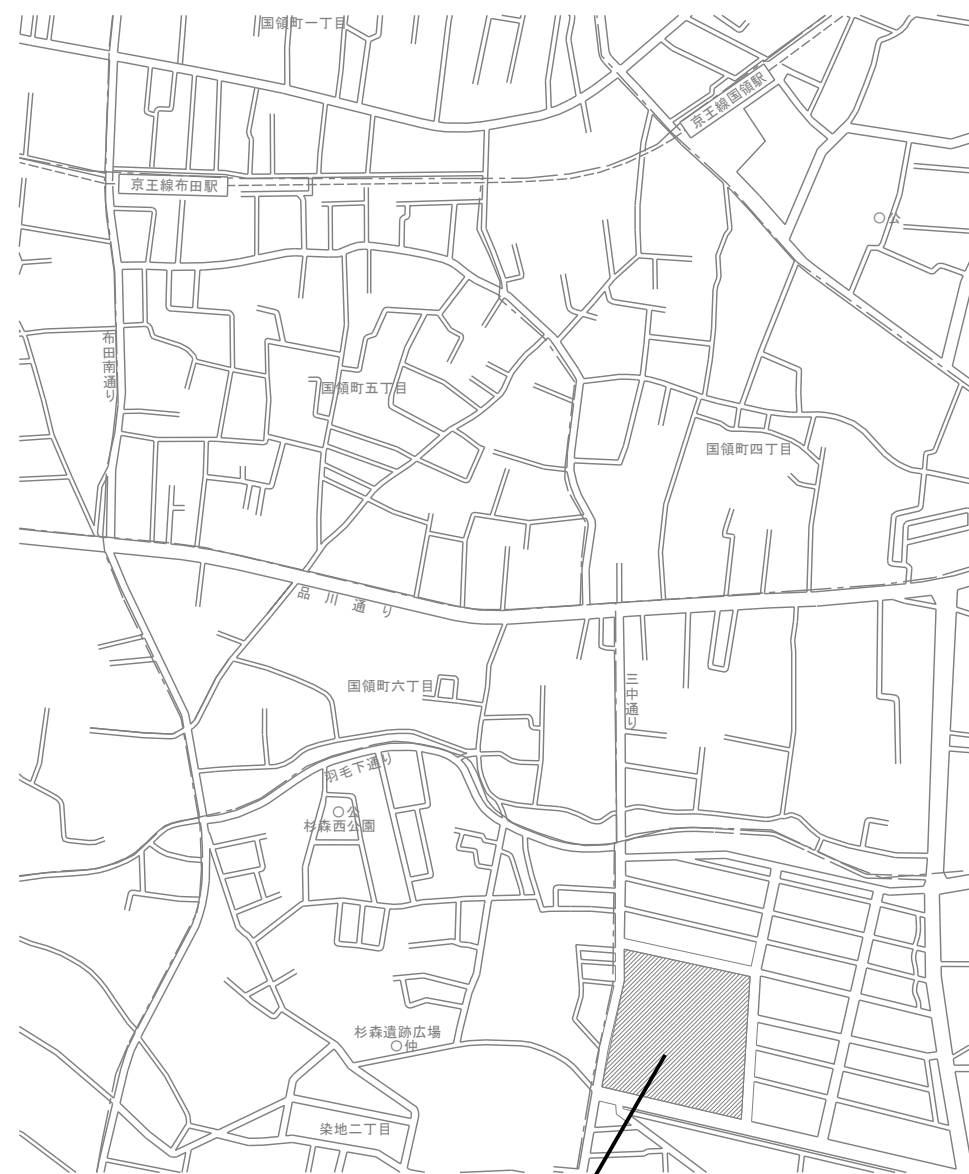 国領町一丁目
京王線国領駅
京王線布田駅
公
布田南通り
国領町五丁目
国領町四丁目
品川通り
国領町六丁目
三中通り
羽毛下通り
公
杉森西公園
杉森遺跡広場
仲
染地二丁目